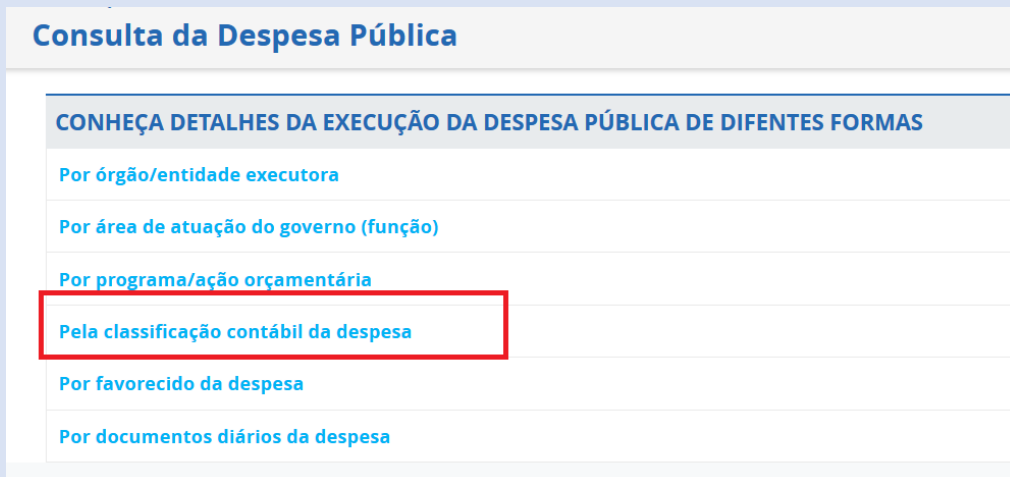 Consulta da Despesa Pública
CONHEÇA DETALHES DA EXECUÇÃO DA DESPESA PÚBLICA DE DIFENTES FORMAS
Por órgão/entidade executora
Por área de atuação do governo (função)
Por programa/ação orçamentária
Pela classificação contábil da despesa
Por favorecido da despesa
Por documentos diários da despesa